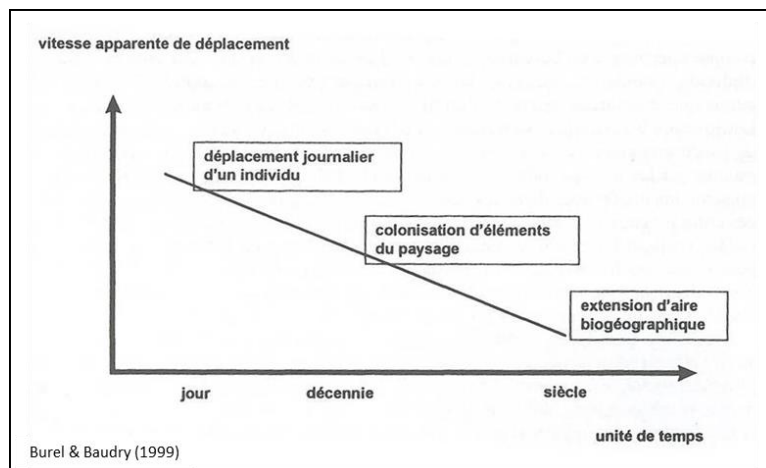 vitesse apparente de déplacement
déplacement journalier
d'un individu
colonisation d'éléments
du paysage
extension d'aire
biogéographique
jour
décennie
siècle
unité de temps
Burel & Baudry (1999)